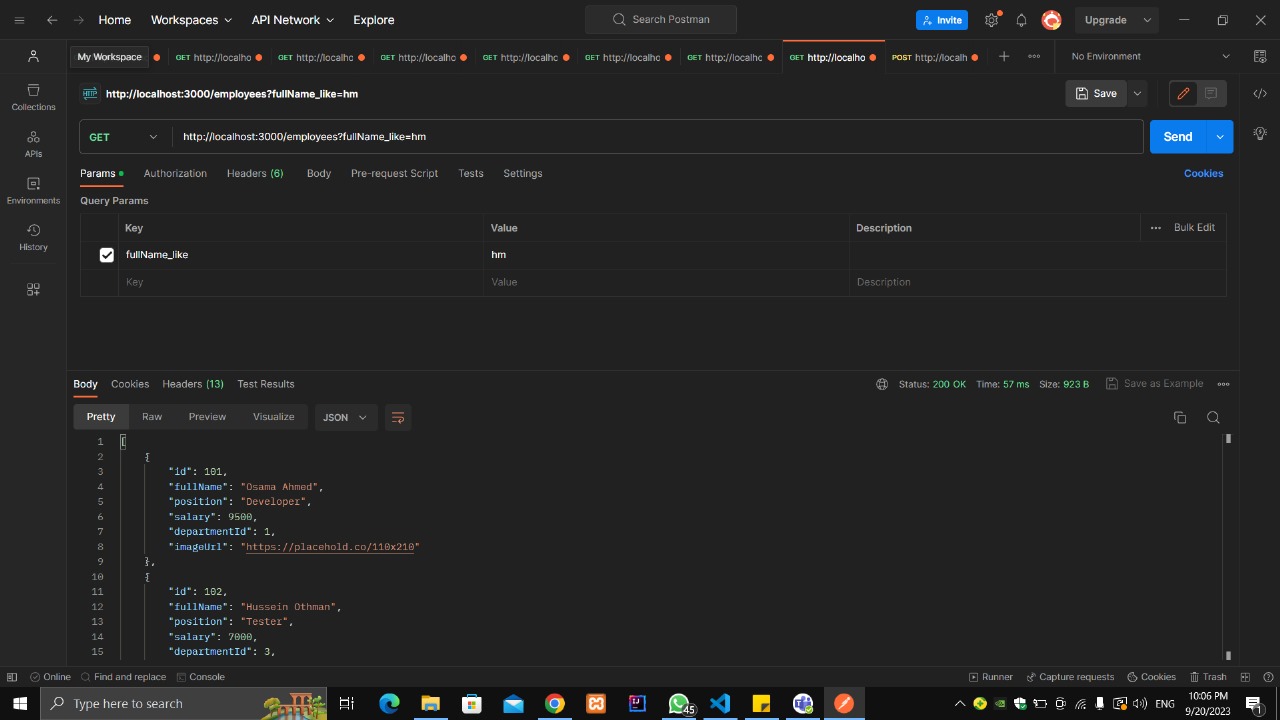 Home Workspaces API Network Explore Search Postman Invite Upgrade
My Workspace GET http://localho GET http://localho GET http://localho GET http://localho GET http://localho GET http://localho GET http://localho POST http://localh No Environment
HTTP http://localhost:3000/employees?fullName_like=hm Save
Collections
APIs
Environments
History
GET http://localhost:3000/employees?fullName_like=hm Send
Params Authorization Headers (6) Body Pre-request Script Tests Settings Cookies
Query Params
Key Value Description Bulk Edit
fullName_like hm
Key Value Description
Body Cookies Headers (13) Test Results Status: 200 OK Time: 57 ms Size: 923 B Save as Example
Pretty Raw Preview Visualize JSON
1 [
2 {
3 "id": 101,
4 "fullName": "Osama Ahmed",
5 "position": "Developer",
6 "salary": 9500,
7 "departmentId": 1,
8 "imageUrl": "https://placehold.co/110x210"
9 },
10 {
11 "id": 102,
12 "fullName": "Hussein Othman",
13 "position": "Tester",
14 "salary": 7000,
15 "departmentId": 3,
Online Find and replace Console Runner Capture requests Cookies Trash
Type here to search 45 ENG 10:06 PM
9/20/2023 1